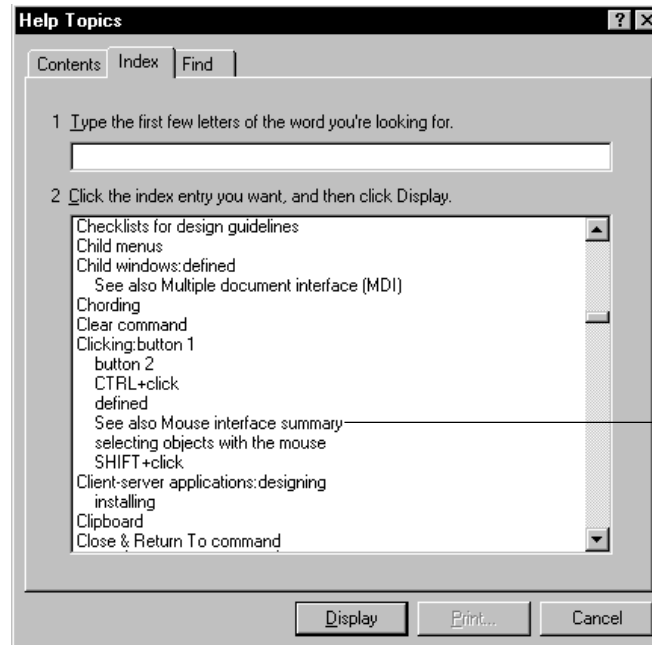 Help Topics
Contents Index Find
1 Type the first few letters of the word you're looking for.
2 Click the index entry you want, and then click Display.
Checklists for design guidelines
Child menus
Child windows:defined
See also Multiple document interface (MDI)
Chording
Clear command
Clicking:button 1
button 2
CTRL+click
defined
See also Mouse interface summary
selecting objects with the mouse
SHIFT+click
Client-server applications:designing
installing
Clipboard
Close & Return To command
Display Print... Cancel